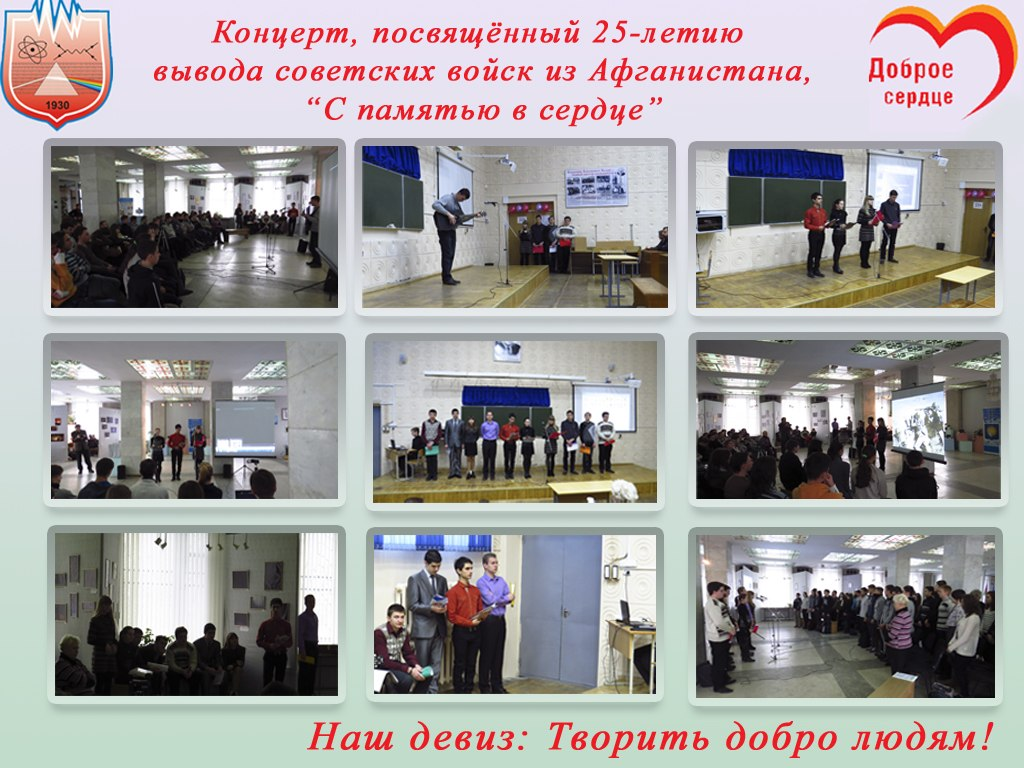 Концерт, посвящённый 25-летию
вывода советских войск из Афганистана,
“С памятью в сердце”
1930
Доброе
сердце
Наш девиз: Творить добро людям!